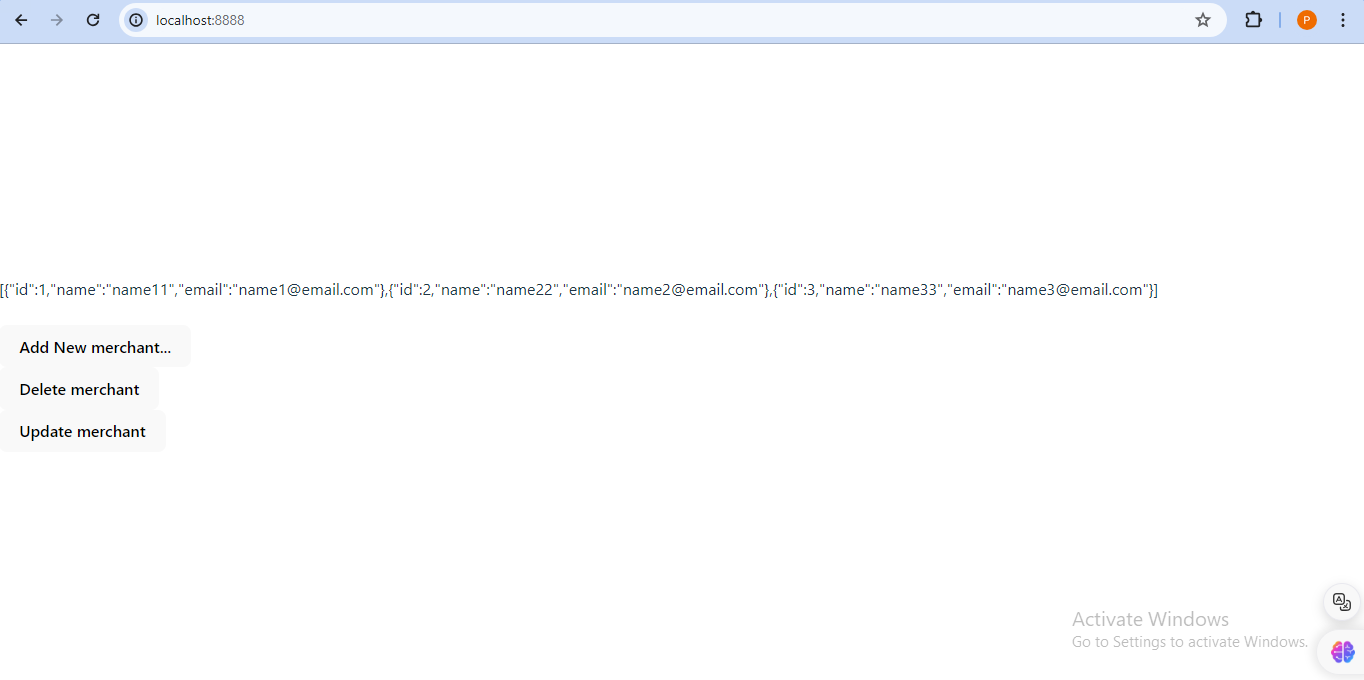 localhost:8888
P
[{"id":1,"name":"name11","email":"name1@email.com"},{"id":2,"name":"name22","email":"name2@email.com"},{"id":3,"name":"name33","email":"name3@email.com"}]
Add New merchant...
Delete merchant
Update merchant
Activate Windows
Go to Settings to activate Windows.